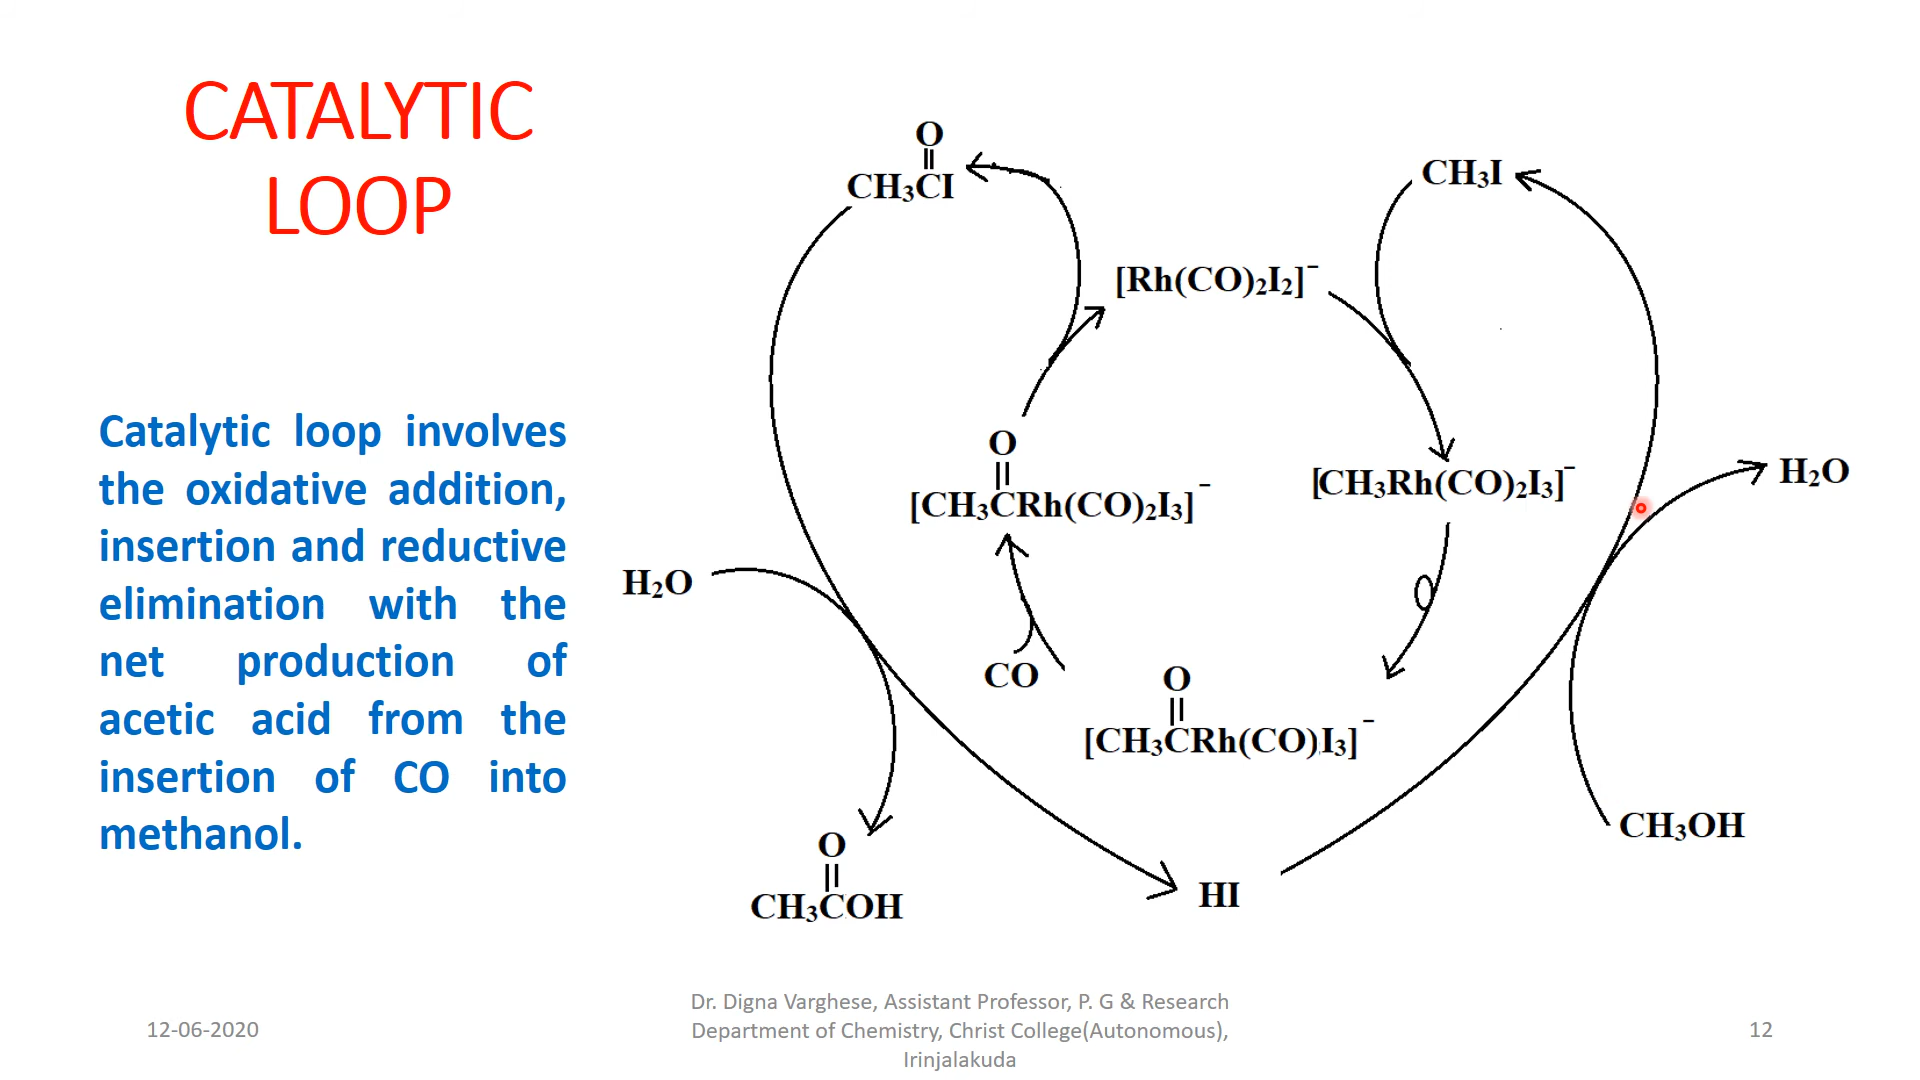 CATALYTIC
LOOP
Catalytic loop involves
the oxidative addition,
insertion and reductive
elimination with the
net production of
acetic acid from the
insertion of CO into
methanol.
O
CH₃CI
CH₃I
[Rh(CO)₂I₂]⁻
O
[CH₃CRh(CO)₂I₃]⁻
[CH₃Rh(CO)₂I₃]⁻
H₂O
H₂O
CO
O
[CH₃CRh(CO)I₃]⁻
CH₃OH
O
CH₃COH
HI
12-06-2020
Dr. Digna Varghese, Assistant Professor, P. G & Research
Department of Chemistry, Christ College(Autonomous),
Irinjalakuda
12